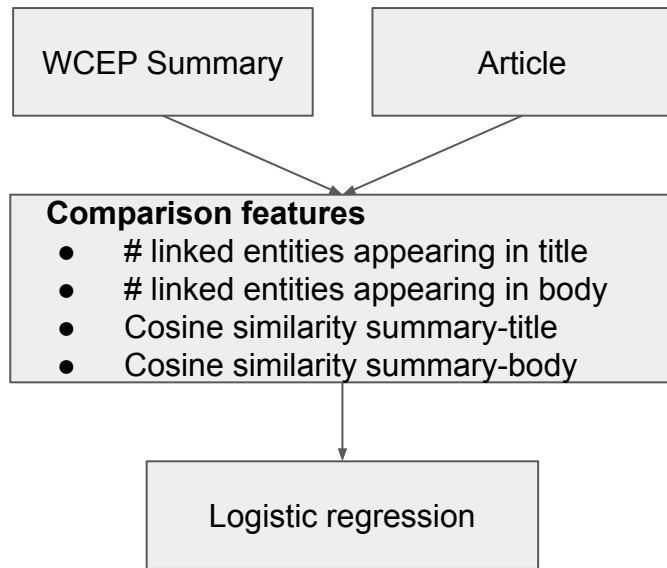 WCEP Summary
Article
Comparison features
● # linked entities appearing in title
● # linked entities appearing in body
● Cosine similarity summary-title
● Cosine similarity summary-body
Logistic regression